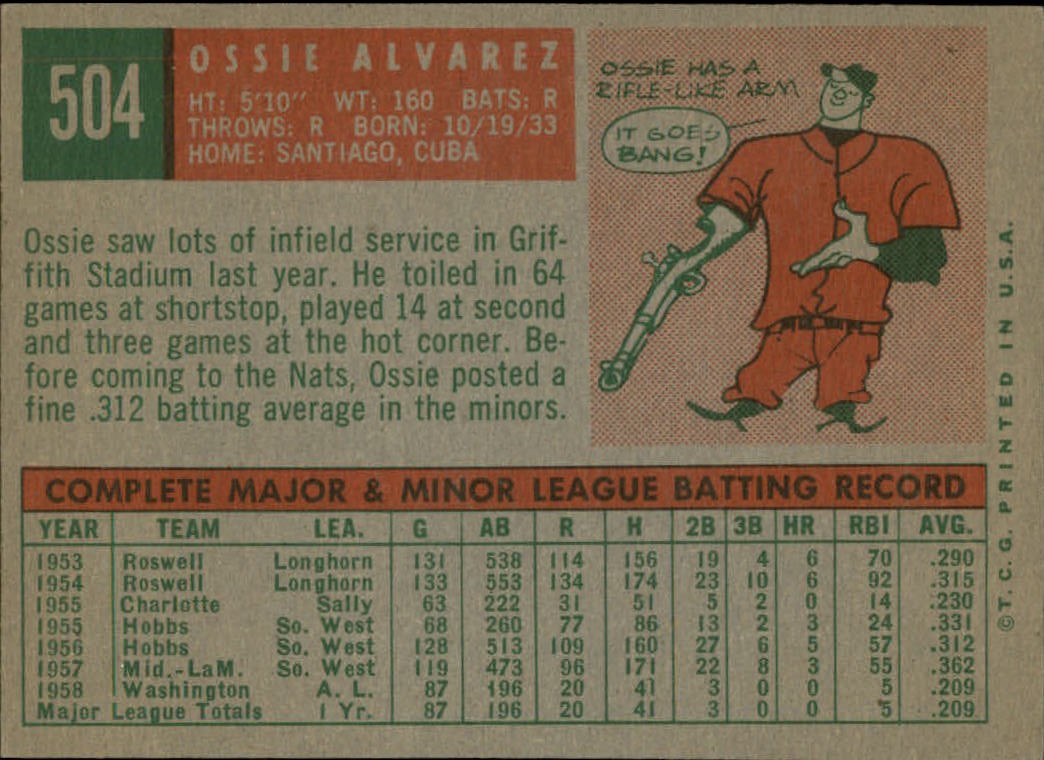 504
OSSIE ALVAREZ
HT: 5'10" WT: 160 BATS: R
THROWS: R BORN: 10/19/33
HOME: SANTIAGO, CUBA
OSSIE HAS A
RIFLE-LIKE ARM
IT GOES
BANG!
Ossie saw lots of infield service in Grif-
fith Stadium last year. He toiled in 64
games at shortstop, played 14 at second
and three games at the hot corner. Be-
fore coming to the Nats, Ossie posted a
fine .312 batting average in the minors.
COMPLETE MAJOR & MINOR LEAGUE BATTING RECORD
YEAR TEAM LEA. G AB R H 2B 3B HR RBI AVG.
1953 Roswell Longhorn 131 538 114 156 19 4 6 70 .290
1954 Roswell Longhorn 133 553 134 174 23 10 6 92 .315
1955 Charlotte Sally 63 222 31 51 5 2 0 14 .230
1955 Hobbs So. West 68 260 77 86 13 2 3 24 .331
1956 Hobbs So. West 128 513 109 160 27 6 5 57 .312
1957 Mid.-LaM. So. West 119 473 96 171 22 8 3 55 .362
1958 Washington A. L. 87 196 20 41 3 0 0 5 .209
Major League Totals 1 Yr. 87 196 20 41 3 0 0 5 .209
© T. C. G. PRINTED IN U.S.A.